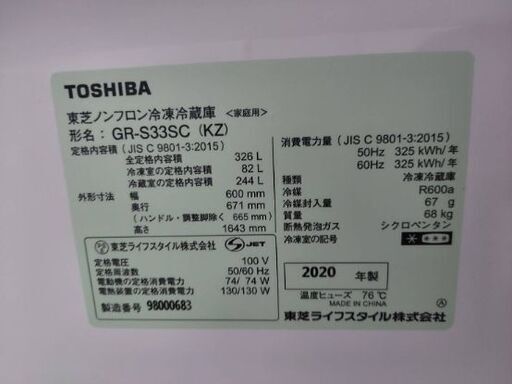 TOSHIBA
東芝ノンフロン冷凍冷蔵庫 <家庭用>
形名: GR-S33SC (KZ)
定格内容積 (JIS C 9801-3:2015)
全定格内容積 326 L
冷凍室の定格内容積 82 L
冷蔵室の定格内容積 244 L
外形寸法 幅 600 mm
奥行 671 mm
(ハンドル・調整脚除く 665 mm)
高さ 1643 mm
東芝ライフスタイル株式会社 JET
定格電圧 100 V
定格周波数 50/60 Hz
電動機の定格消費電力 74/ 74 W
電熱装置の定格消費電力 130/130 W
製造番号 98000683
消費電力量 (JIS C 9801-3:2015)
50Hz 325 kWh/年
60Hz 325 kWh/年
種類 冷凍冷蔵庫
冷媒 R600a
冷媒封入量 67 g
質量 68 kg
断熱発泡ガス シクロペンタン
冷凍室の記号
2020 年製
温度ヒューズ 76℃
MADE IN CHINA
東芝ライフスタイル株式会社